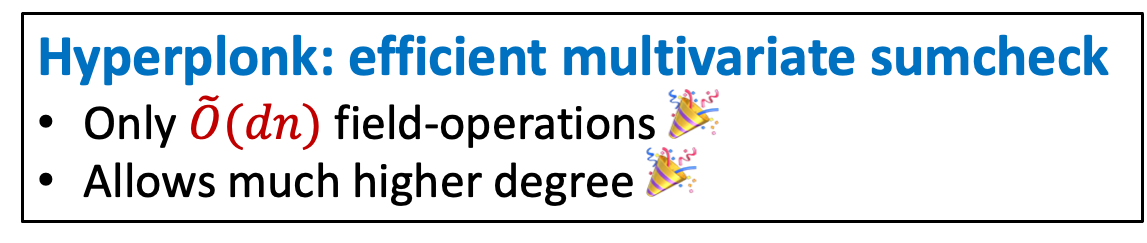 Hyperplonk: efficient multivariate sumcheck
• Only Õ(dn) field-operations 🎉
• Allows much higher degree 🎉